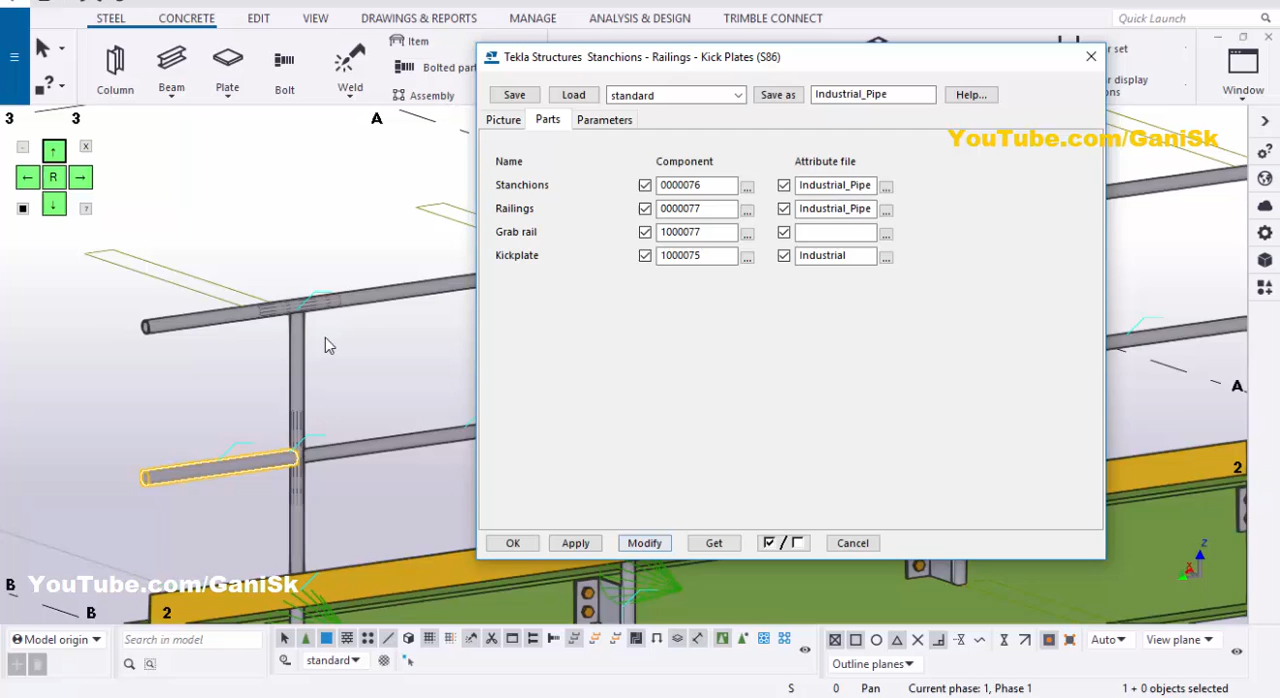 STEEL CONCRETE EDIT VIEW DRAWINGS & REPORTS MANAGE ANALYSIS & DESIGN TRIMBLE CONNECT Quick Launch
Item
Bolted part
Assembly
Column Beam Plate Bolt Weld Window
Tekla Structures Stanchions - Railings - Kick Plates (S86)
Save Load standard Save as Industrial_Pipe Help...
Picture Parts Parameters
YouTube.com/GaniSk
Name Component Attribute file
Stanchions 0000076 ... Industrial_Pipe ...
Railings 0000077 ... Industrial_Pipe ...
Grab rail 1000077 ... ...
Kickplate 1000075 ... Industrial ...
OK Apply Modify Get / Cancel
3 3 A
R
X
?
A
2
Z
YouTube.com/GaniSk
B B 2
Model origin Search in model
standard
Auto View plane
Outline planes
S 0 Pan Current phase: 1, Phase 1 1 + 0 objects selected